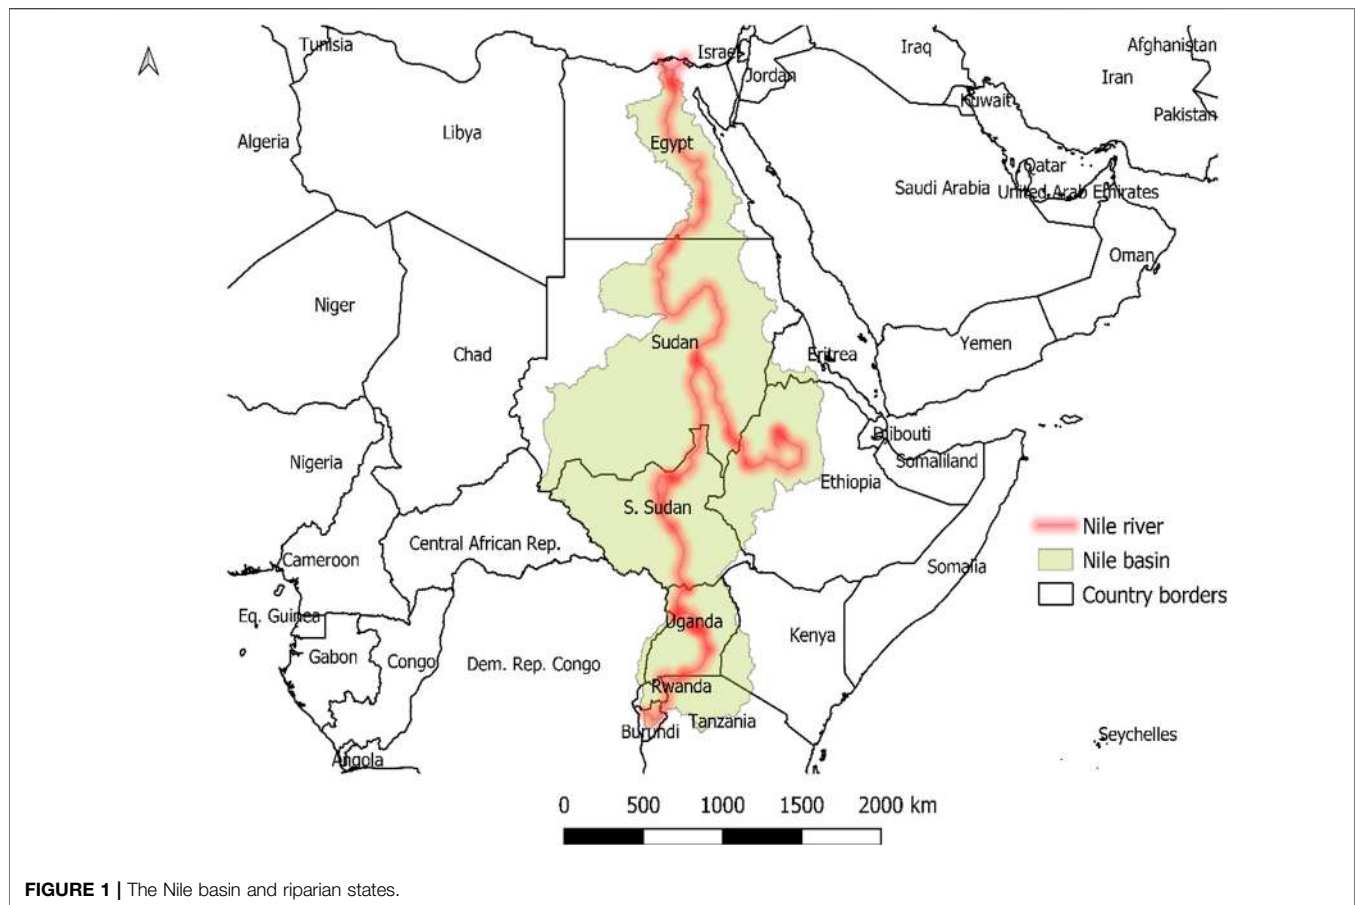 Tunisia
Israel
Iraq
Afghanistan
Jordan
Iran
Kuwait
Pakistan
Algeria
Libya
Egypt
Qatar
Saudi Arabia
United Arab Emirates
Oman
Niger
Sudan
Yemen
Chad
Eritrea
Djibouti
Nigeria
Somaliland
Ethiopia
S. Sudan
Nile river
Central African Rep.
Cameroon
Nile basin
Somalia
Country borders
Eq. Guinea
Uganda
Kenya
Gabon
Congo
Dem. Rep. Congo
Rwanda
Tanzania
Burundi
Seychelles
Angola
0 500 1000 1500 2000 km
FIGURE 1 | The Nile basin and riparian states.